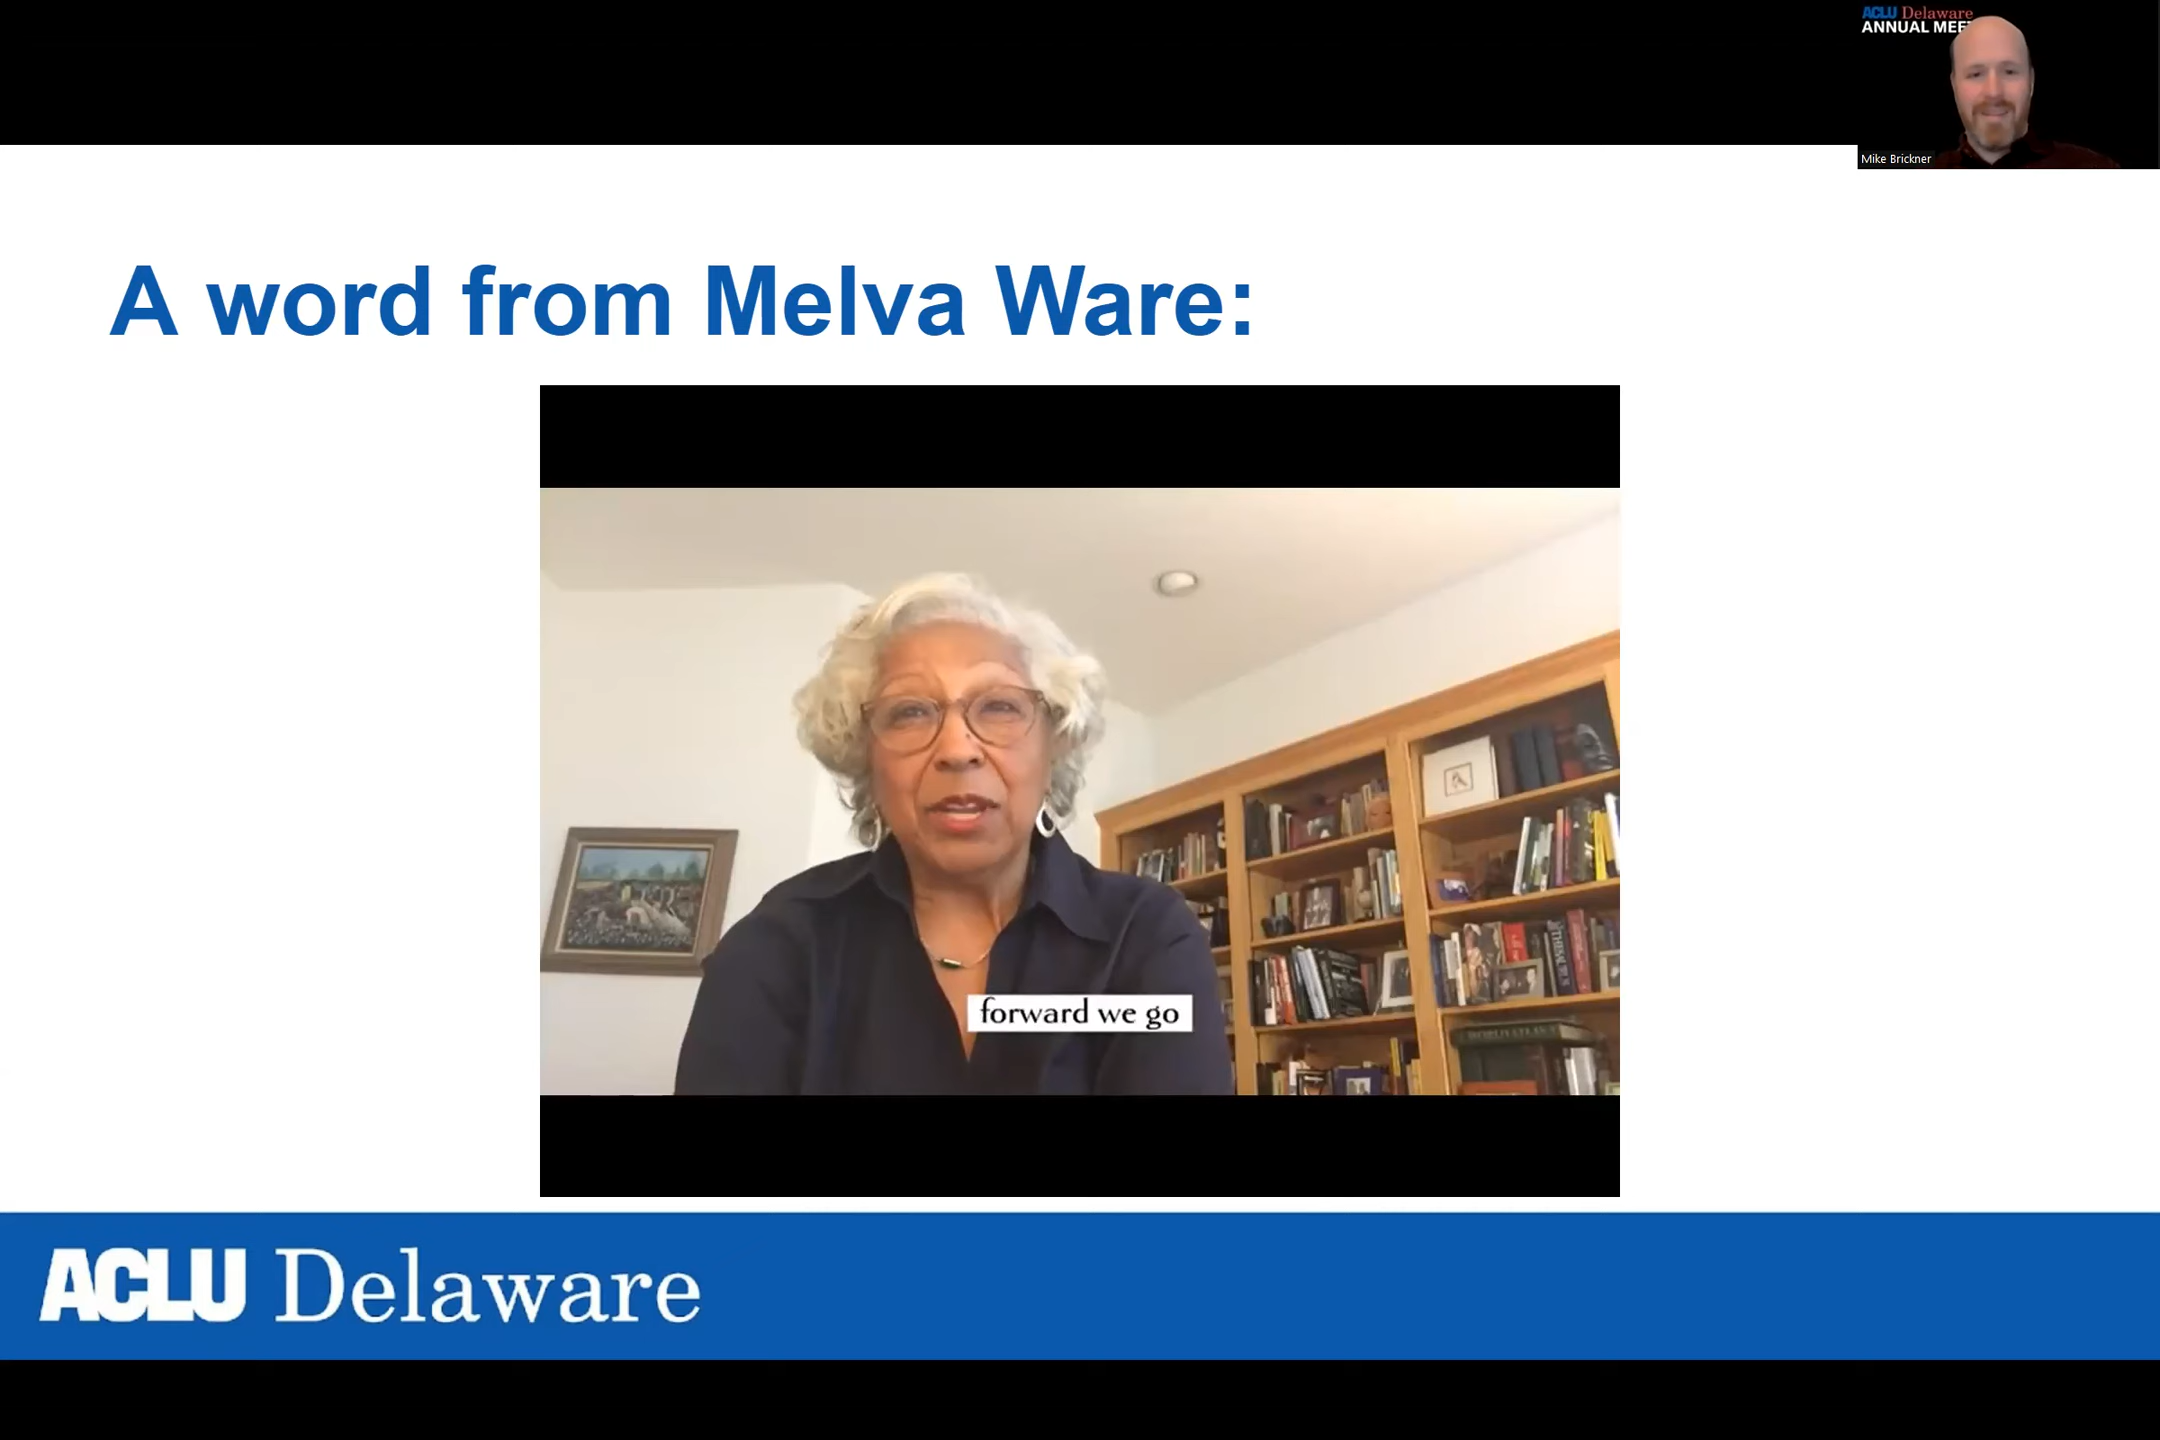 ACLU Delaware
ANNUAL MEE
Mike Brickner
A word from Melva Ware:
forward we go
ACLU Delaware